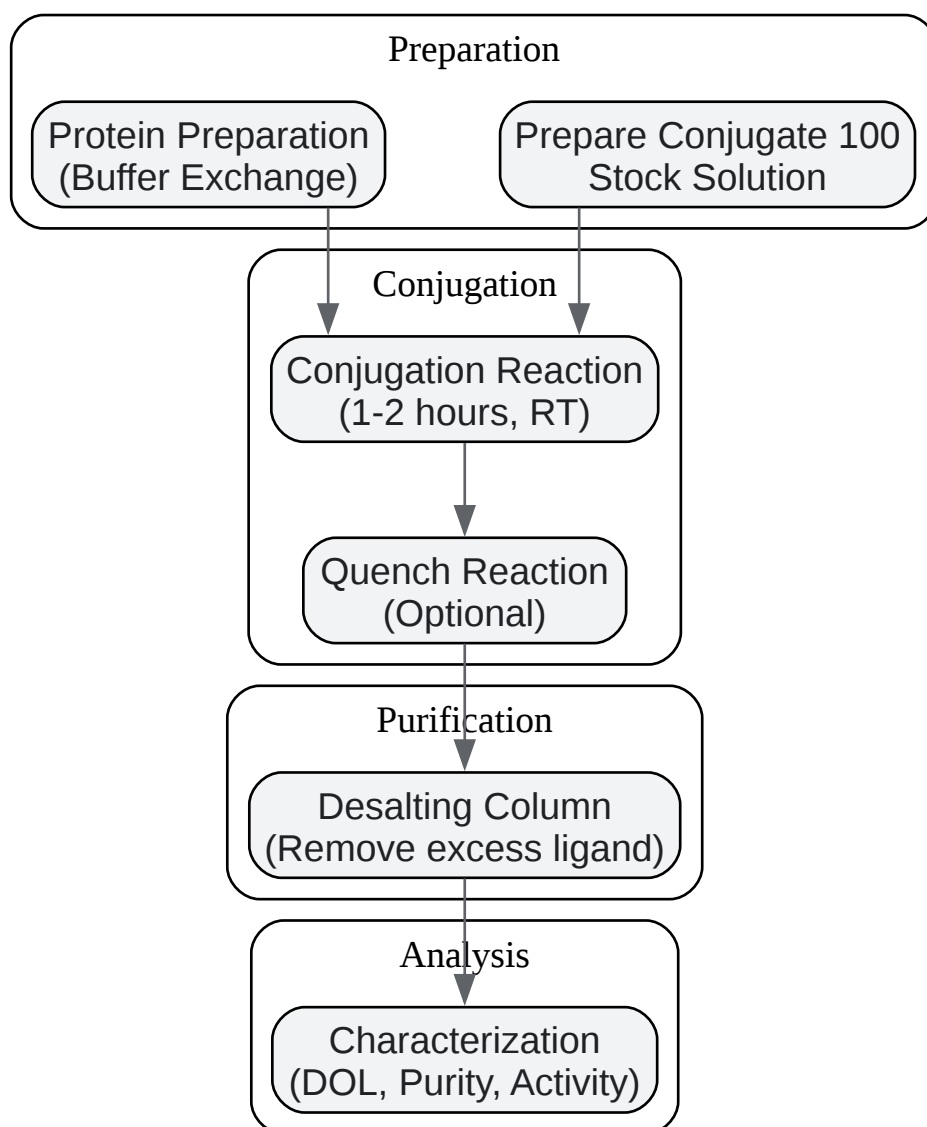 Preparation
Protein Preparation
(Buffer Exchange)
Prepare Conjugate 100
Stock Solution
Conjugation
Conjugation Reaction
(1-2 hours, RT)
Quench Reaction
(Optional)
Purification
Desalting Column
(Remove excess ligand)
Analysis
Characterization
(DOL, Purity, Activity)